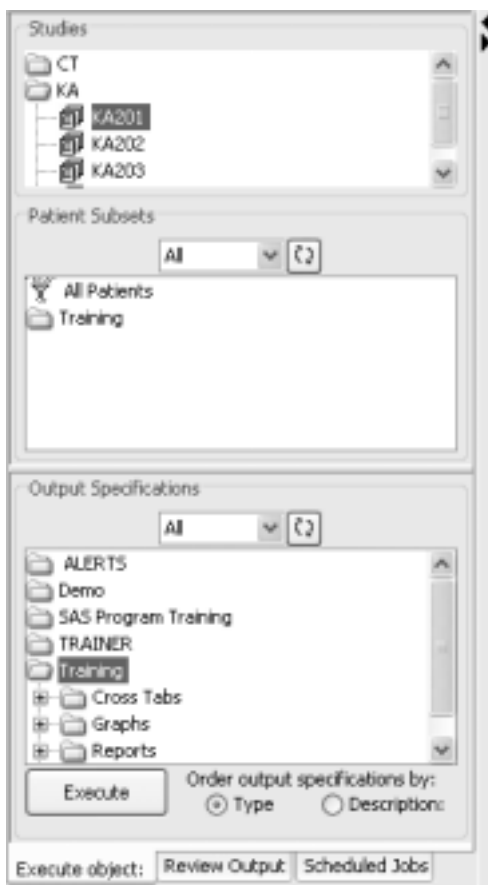 Studies
CT
KA
KA201
KA202
KA203
Patient Subsets
All
All Patients
Training
Output Specifications
All
ALERTS
Demo
SAS Program Training
TRAINER
Training
Cross Tabs
Graphs
Reports
Execute
Order output specifications by:
Type
Description:
Execute object:
Review Output
Scheduled Jobs